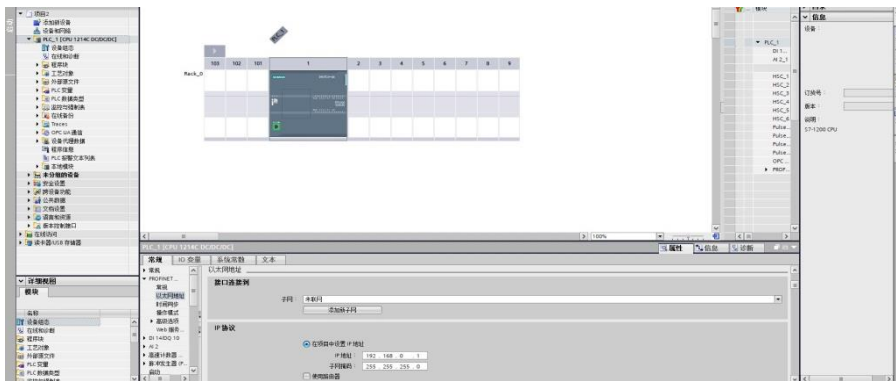 项目2
添加新设备
设备和网络
PLC_1 [CPU 1214C DC/DC/DC]
设备组态
在线和诊断
程序块
工艺对象
外部源文件
PLC 变量
PLC 数据类型
监控与强制表
在线备份
Traces
OPC UA 通信
设备代理数据
程序信息
PLC 报警文本列表
本地模块
未分组的设备
安全设置
跨设备功能
公共数据
文档设置
语言和资源
版本控制接口
在线访问
读卡器/USB 存储器
详细视图
模块
名称
设备组态
在线和诊断
程序块
工艺对象
外部源文件
PLC 变量
PLC 数据类型
PLC_1
103 102 101 1 2 3 4 5 6 7 8 9
Rack_0
100%
模块
PLC_1
DI 1...
AI 2_1
HSC_1
HSC_2
HSC_3
HSC_4
HSC_5
HSC_6
Pulse...
Pulse...
Pulse...
Pulse...
OPC ...
PROF...
信息
设备：
订货号：
版本：
说明：
S7-1200 CPU
PLC_1 [CPU 1214C DC/DC/DC]
属性 信息 诊断
常规 IO 变量 系统常数 文本
常规
PROFINET ...
常规
以太网地址
时间同步
操作模式
高级选项
Web 服务...
DI 14/DQ 10
AI 2
高速计数器...
脉冲发生器 (P...
启动
以太网地址
接口连接到
子网： 未联网
添加新子网
IP 协议
在项目中设置 IP 地址
IP 地址： 192 . 168 . 0 . 1
子网掩码： 255 . 255 . 255 . 0
使用路由器